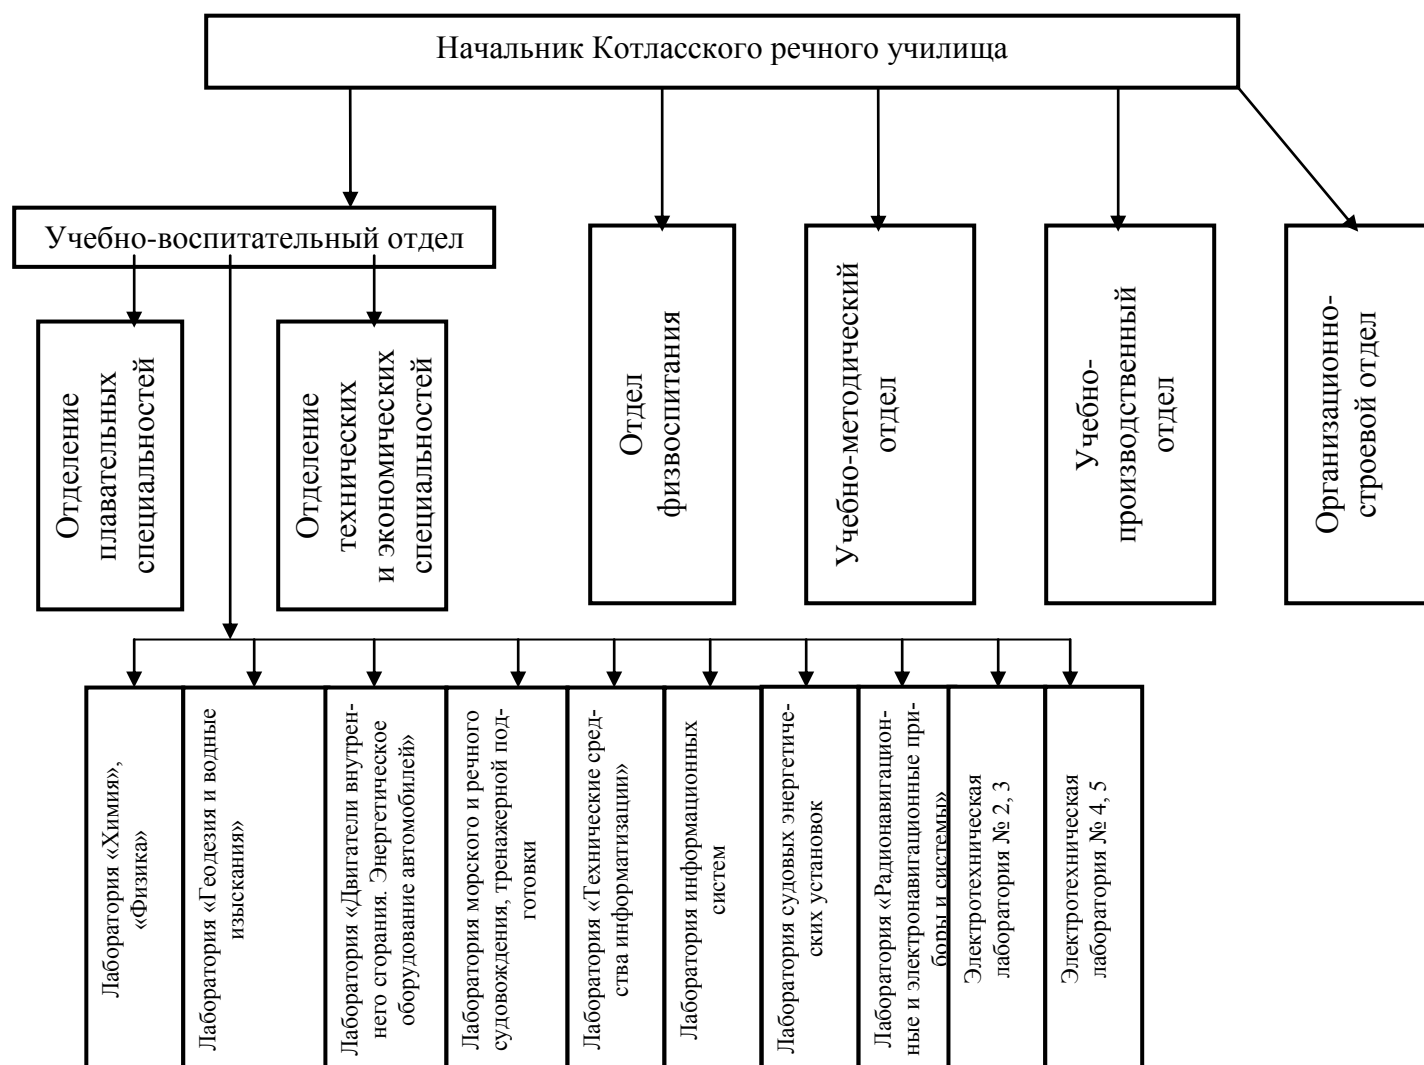 Начальник Котласского речного училища
Учебно-воспитательный отдел
Отделение
плавательных
специальностей
Отделение
технических
и экономических
специальностей
Отдел
физвоспитания
Учебно-методический
отдел
Учебно-
производственный
отдел
Организационно-
строевой отдел
Лаборатория «Химия»,
«Физика»
Лаборатория «Геодезия и водные
изыскания»
Лаборатория «Двигатели внутрен-
него сгорания. Энергетическое
оборудование автомобилей»
Лаборатория морского и речного
судовождения, тренажерной под-
готовки
Лаборатория «Технические сред-
ства информатизации»
Лаборатория информационных
систем
Лаборатория судовых энергетиче-
ских установок
Лаборатория «Радионавигацион-
ные и электронавигационные при-
боры и системы»
Электротехническая
лаборатория № 2, 3
Электротехническая
лаборатория № 4, 5